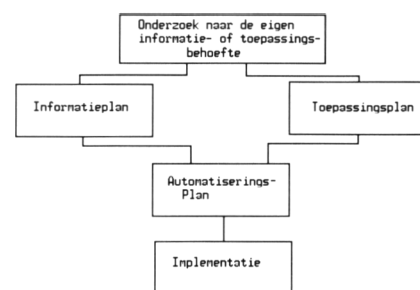 Onderzoek naar de eigen
informatie- of toepassings-
behoefte
Informatieplan
Toepassingsplan
Automatiserings-
Plan
Implementatie